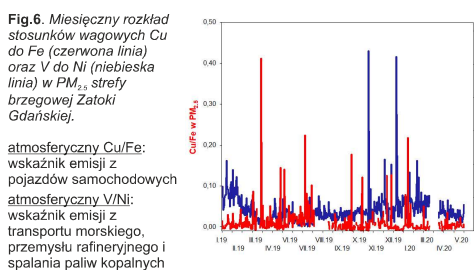 Fig.6. Miesięczny rozkład
stosunków wagowych Cu
do Fe (czerwona linia)
oraz V do Ni (niebieska
linia) w PM2.5 strefy
brzegowej Zatoki
Gdańskiej.
atmosferyczny Cu/Fe:
wskaźnik emisji z
pojazdów samochodowych
atmosferyczny V/Ni:
wskaźnik emisji z
transportu morskiego,
przemysłu rafineryjnego i
spalania paliw kopalnych
Cu/Fe w PM2.5
0,50
0,40
0,30
0,20
0,10
0,00
I.19 III.19 V.19 VII.19 IX.19 XI.19 I.20 III.20 V.20
II.19 IV.19 VI.19 VIII.19 X.19 XII.19 II.20 IV.20